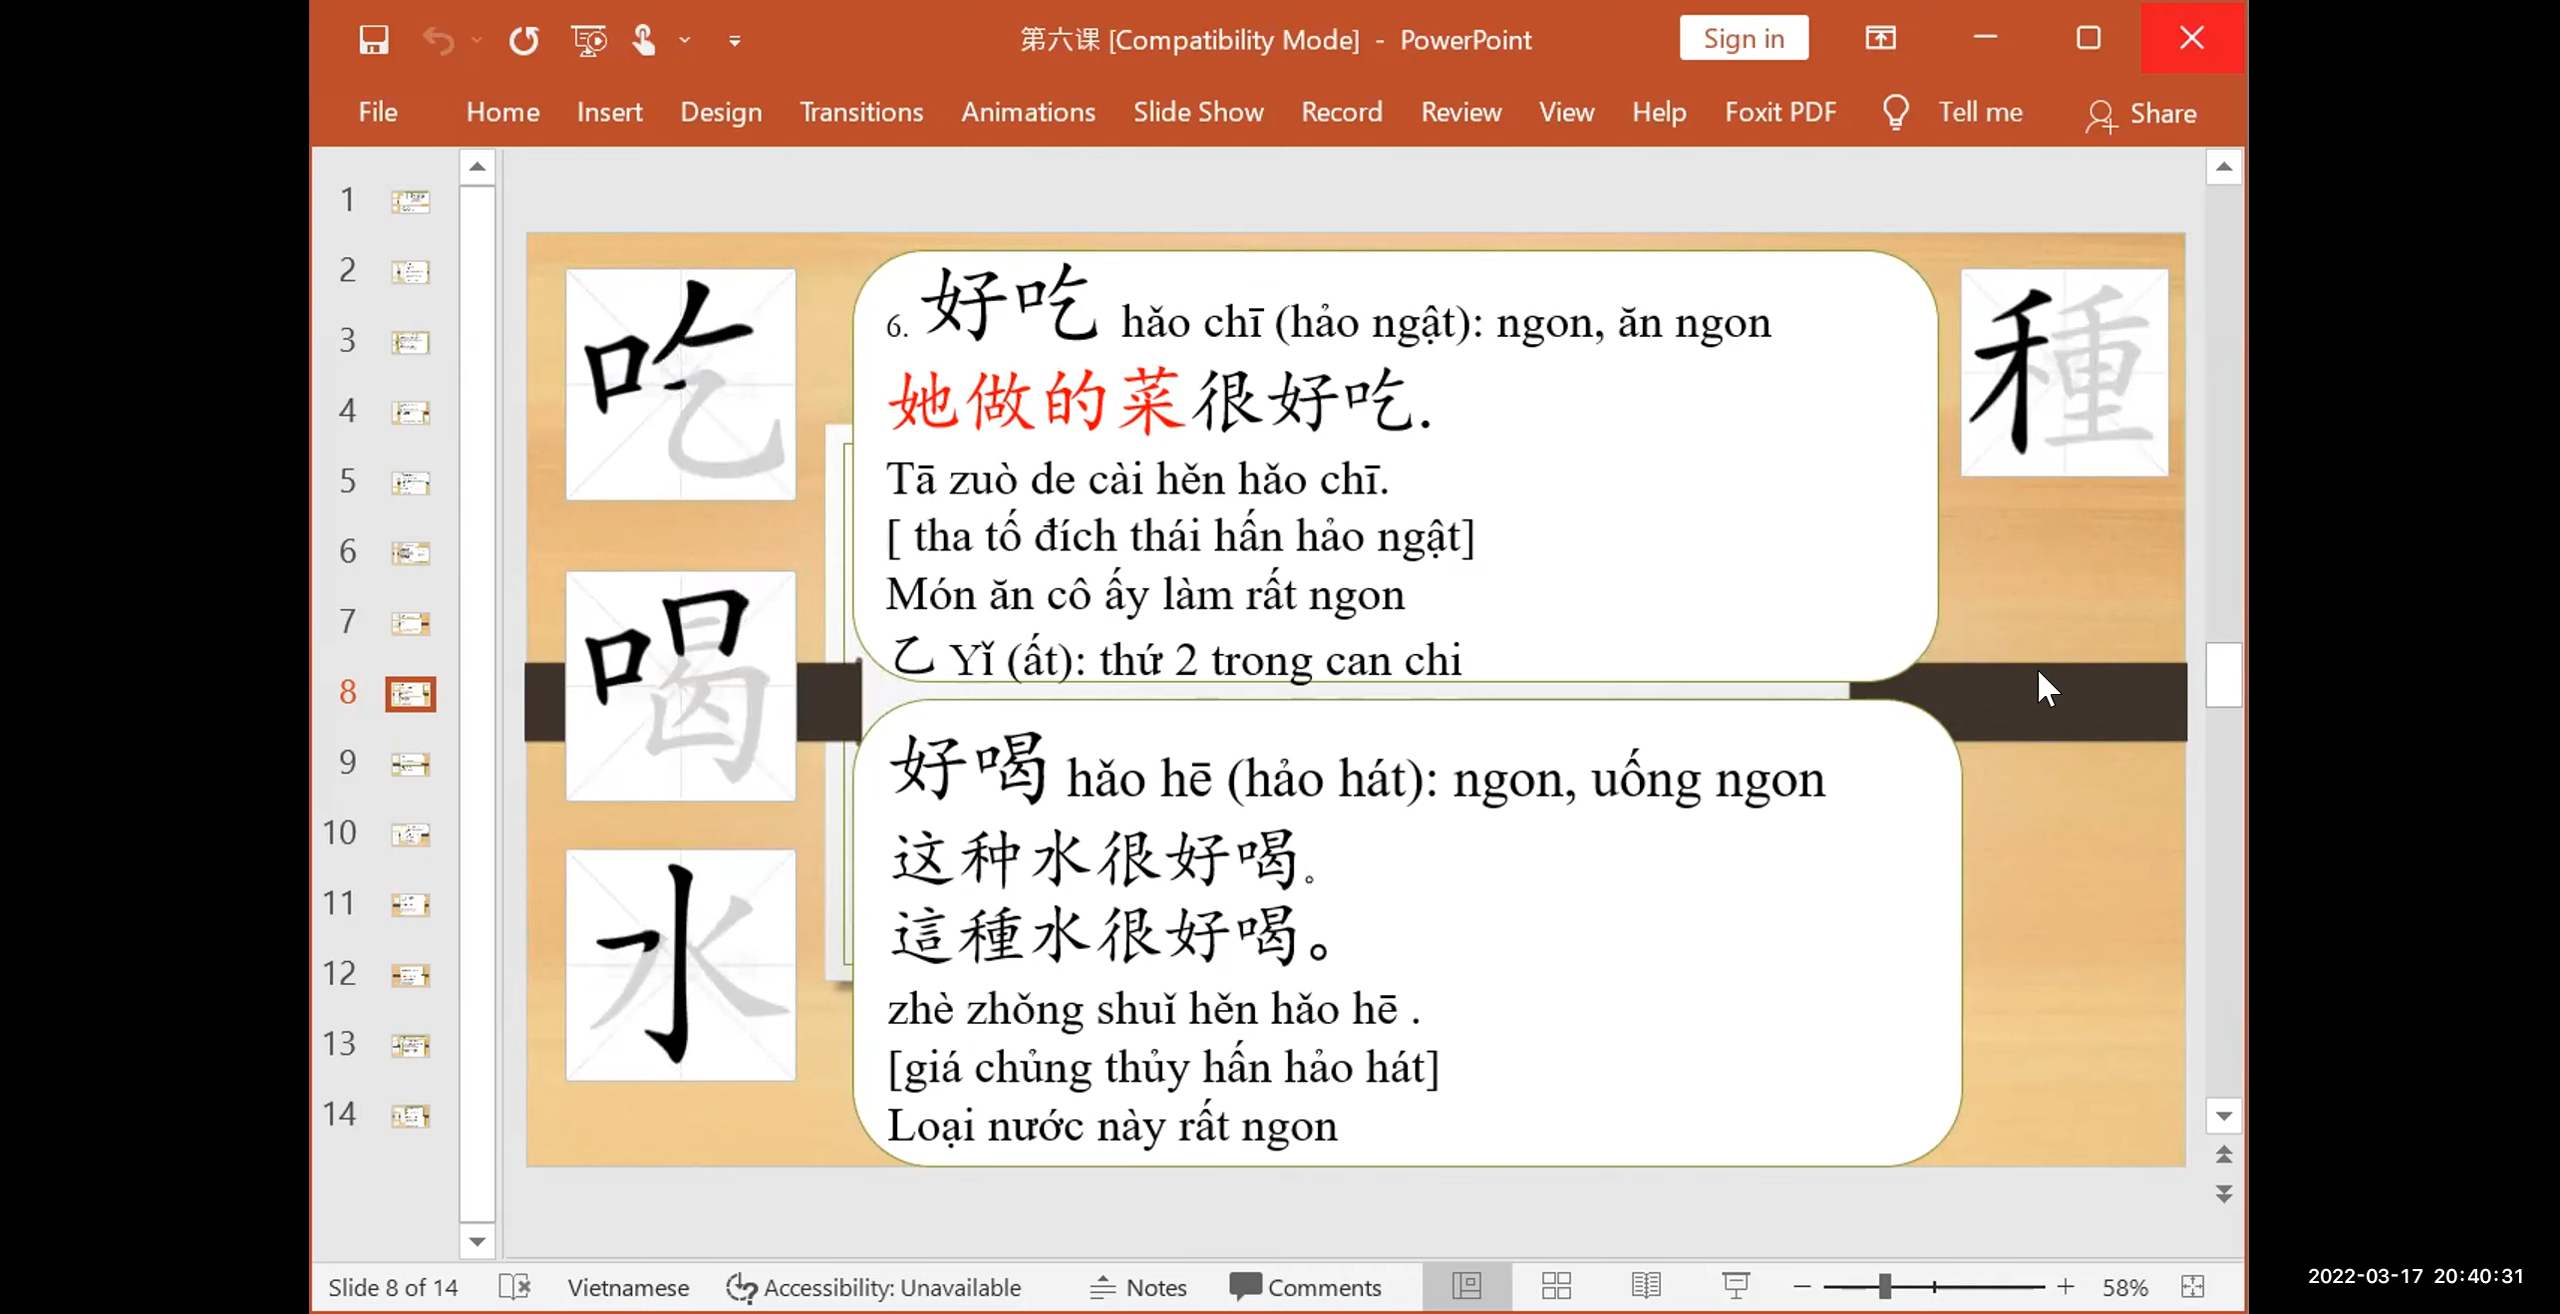 第六课 [Compatibility Mode] - PowerPoint
Sign in
File Home Insert Design Transitions Animations Slide Show Record Review View Help Foxit PDF Tell me Share
1
2
3
4
5
6
7
8
9
10
11
12
13
14
吃
喝
水
種
6. 好吃 hǎo chī (hảo ngật): ngon, ăn ngon
她做的菜很好吃.
Tā zuò de cài hěn hǎo chī.
[ tha tố đích thái hấn hảo ngật]
Món ăn cô ấy làm rất ngon
乙 Yǐ (ất): thứ 2 trong can chi
好喝 hǎo hē (hảo hát): ngon, uống ngon
这种水很好喝。
這種水很好喝。
zhè zhǒng shuǐ hěn hǎo hē .
[giá chủng thủy hấn hảo hát]
Loại nước này rất ngon
Slide 8 of 14 Vietnamese Accessibility: Unavailable Notes Comments 58%
2022-03-17 20:40:31